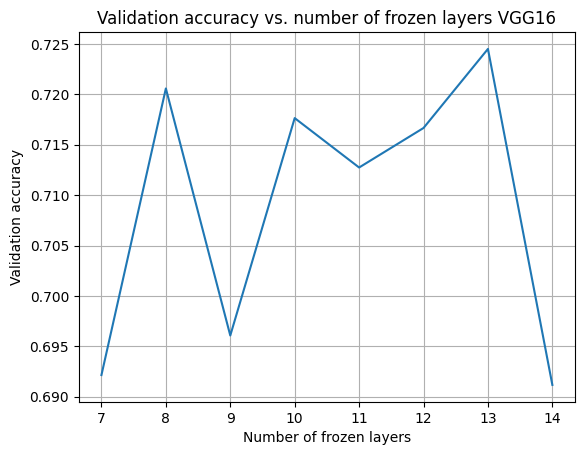 Validation accuracy vs. number of frozen layers VGG16
Validation accuracy
0.725
0.720
0.715
0.710
0.705
0.700
0.695
0.690
7 8 9 10 11 12 13 14
Number of frozen layers